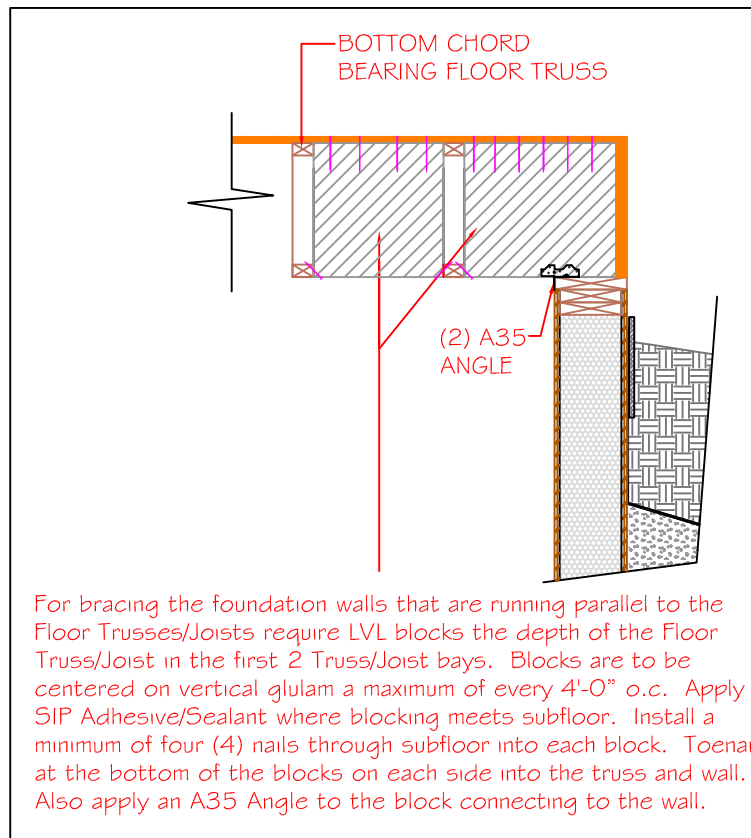 BOTTOM CHORD
BEARING FLOOR TRUSS
(2) A35
ANGLE
For bracing the foundation walls that are running parallel to the
Floor Trusses/Joists require LVL blocks the depth of the Floor
Truss/Joist in the first 2 Truss/Joist bays. Blocks are to be
centered on vertical glulam a maximum of every 4'-0" o.c. Apply
SIP Adhesive/Sealant where blocking meets subfloor. Install a
minimum of four (4) nails through subfloor into each block.
at the bottom of the blocks on each side into the truss and wall.
Also apply an A35 Angle to the block connecting to the wall.